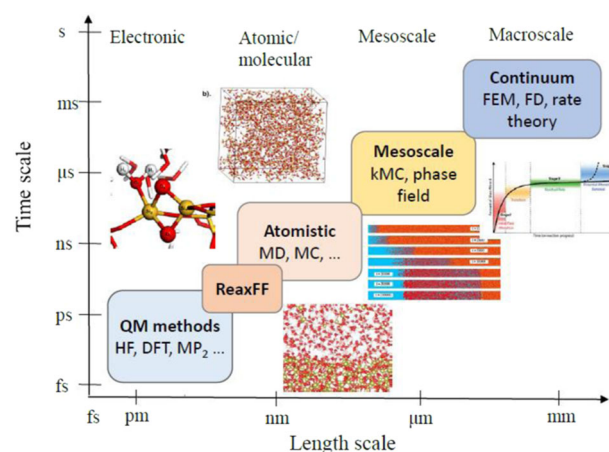 s
Electronic
Atomic/
molecular
Mesoscale
Macroscale
b).
Continuum
FEM, FD, rate
theory
ms
Mesoscale
kMC, phase
field
μs
Time scale
Atomistic
MD, MC, ...
ns
ReaxFF
QM methods
HF, DFT, MP₂ ...
ps
fs
fs
pm
nm
μm
mm
Length scale